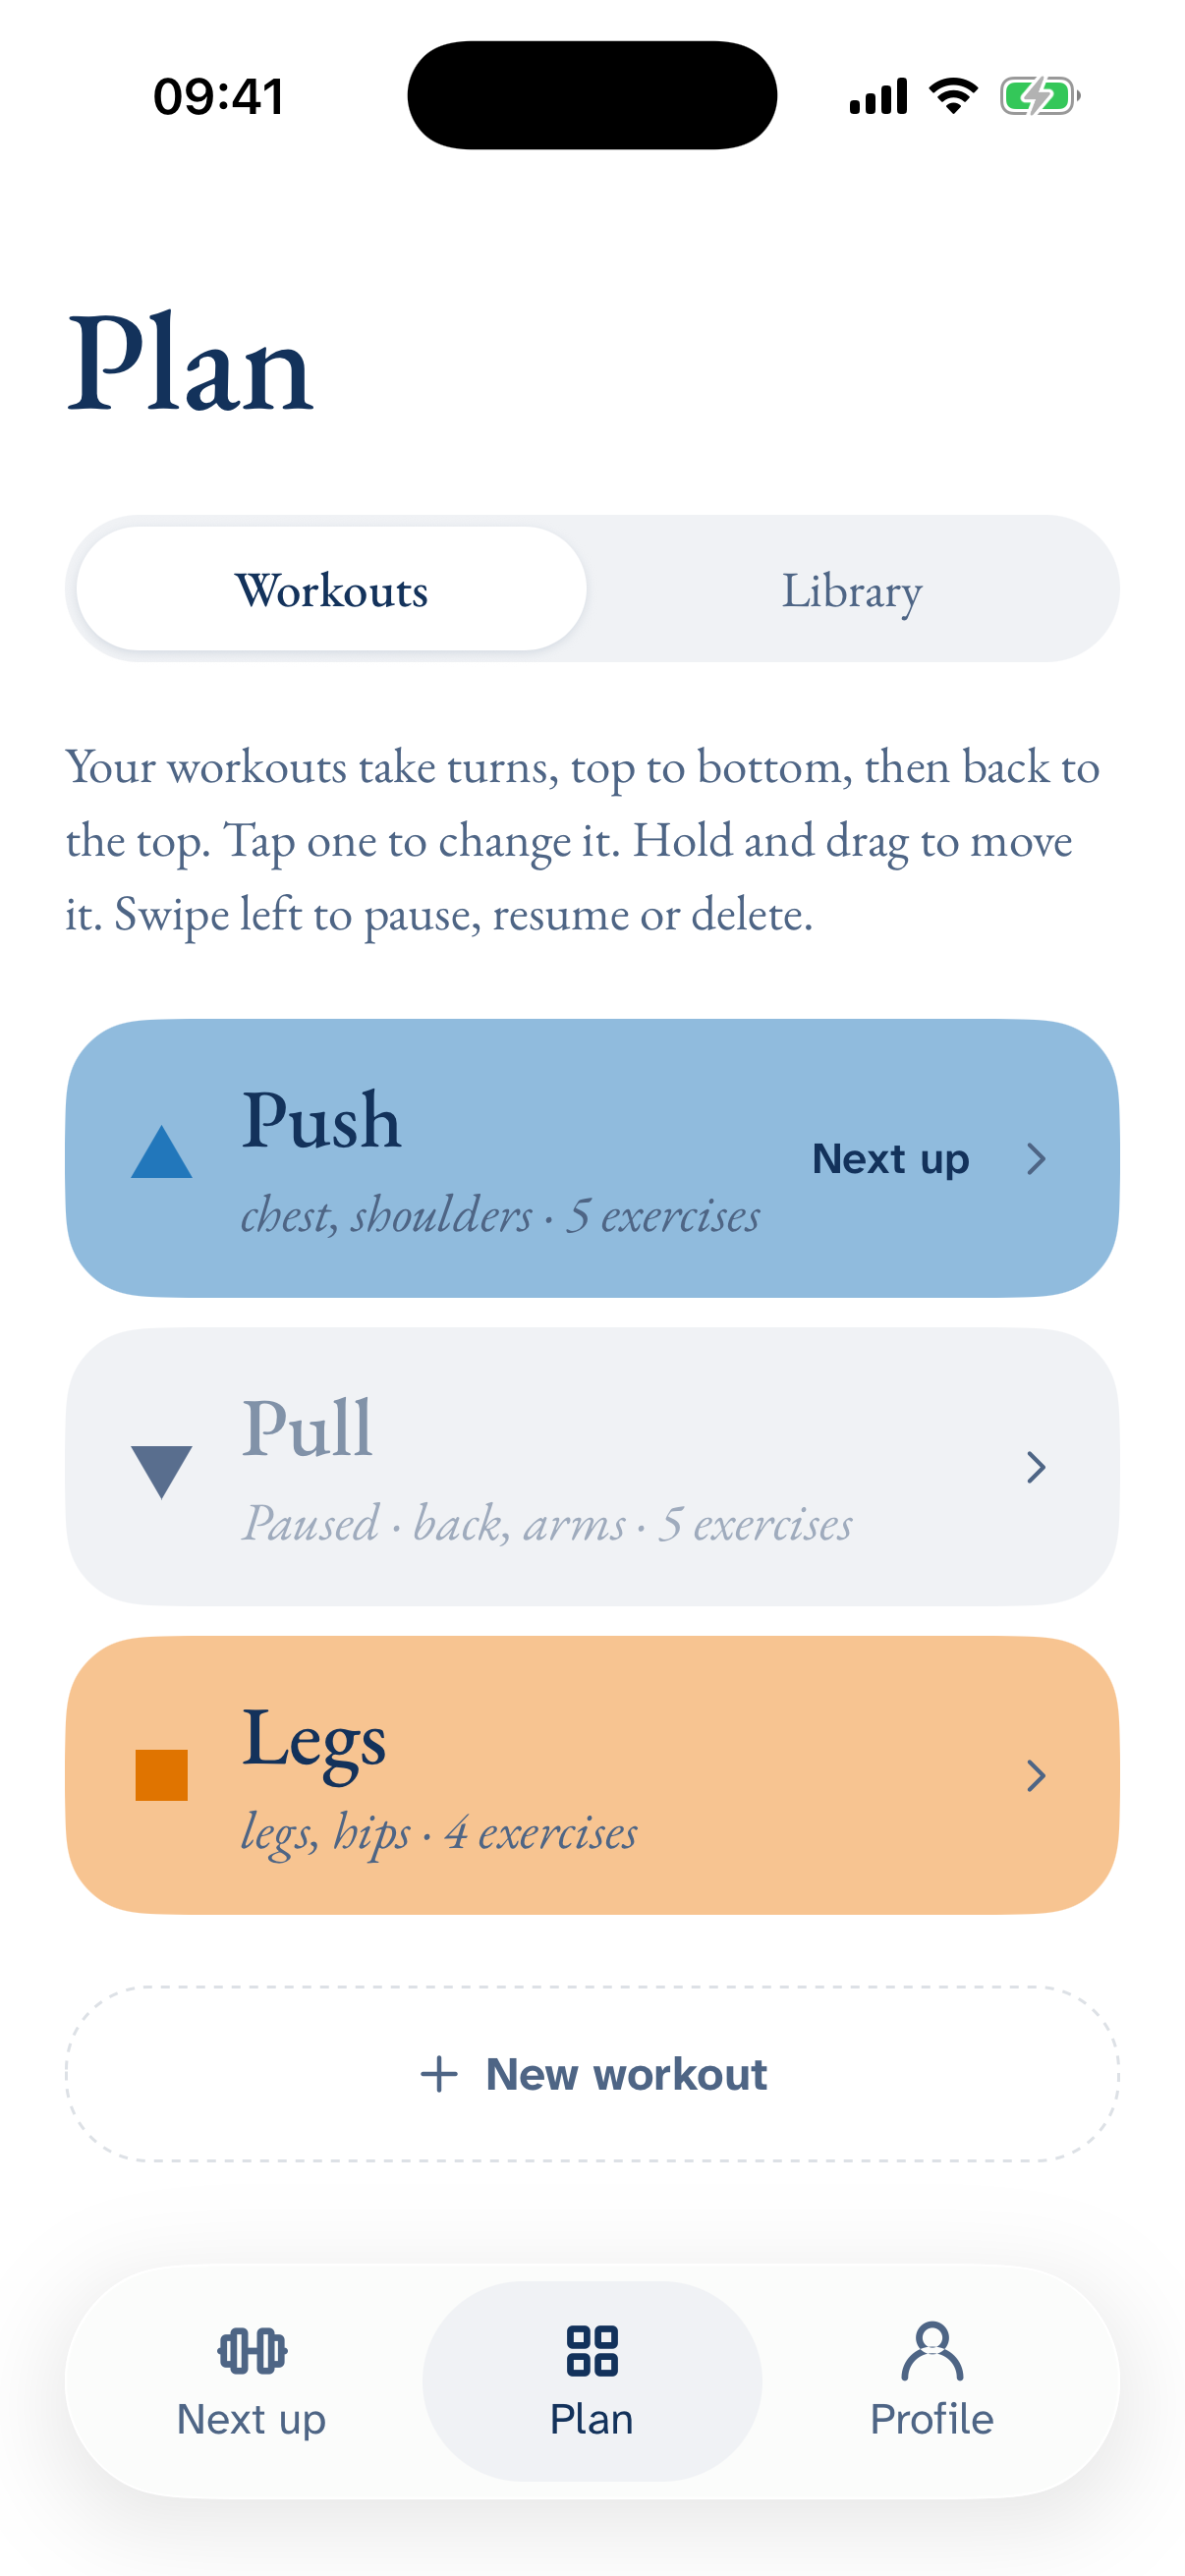 09:41
Plan
Workouts
Library
Your workouts take turns, top to bottom, then back to
the top. Tap one to change it. Hold and drag to move
it. Swipe left to pause, resume or delete.
Push
Next up
chest, shoulders · 5 exercises
Pull
Paused · back, arms · 5 exercises
Legs
legs, hips · 4 exercises
New workout
Next up
Plan
Profile